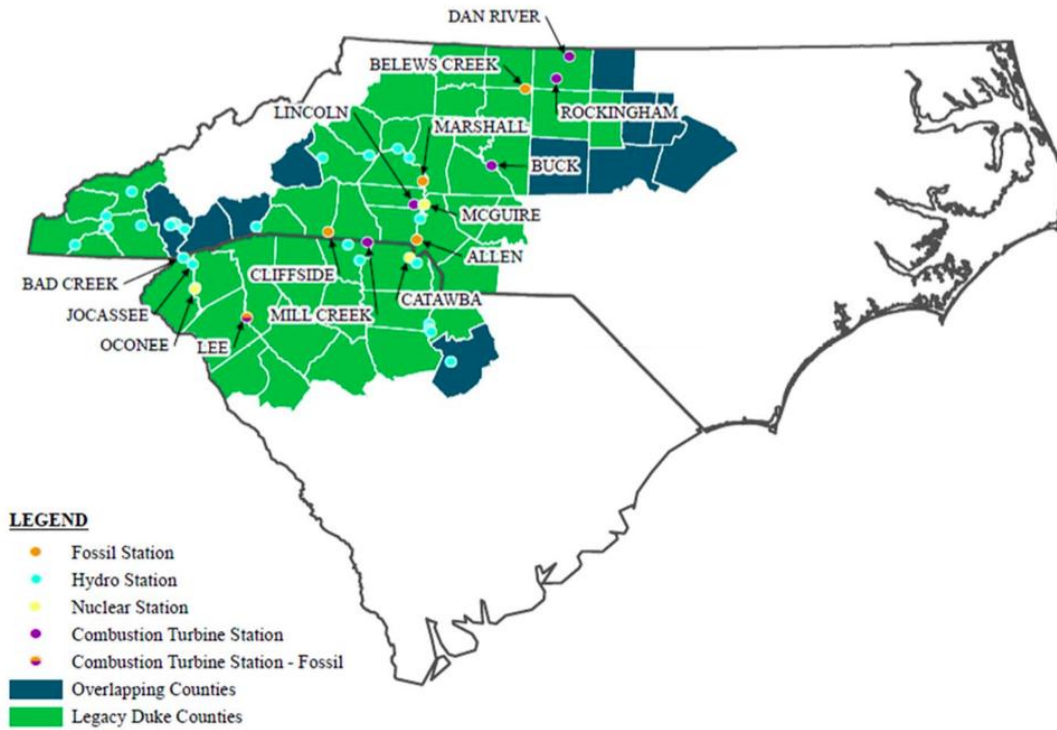 DAN RIVER
BELEWS CREEK
LINCOLN
ROCKINGHAM
MARSHALL
BUCK
MCGUIRE
ALLEN
BAD CREEK
CLIFFSIDE
JOCASSEE
MILL CREEK
CATAWBA
OCONEE
LEE
LEGEND
Fossil Station
Hydro Station
Nuclear Station
Combustion Turbine Station
Combustion Turbine Station - Fossil
Overlapping Counties
Legacy Duke Counties